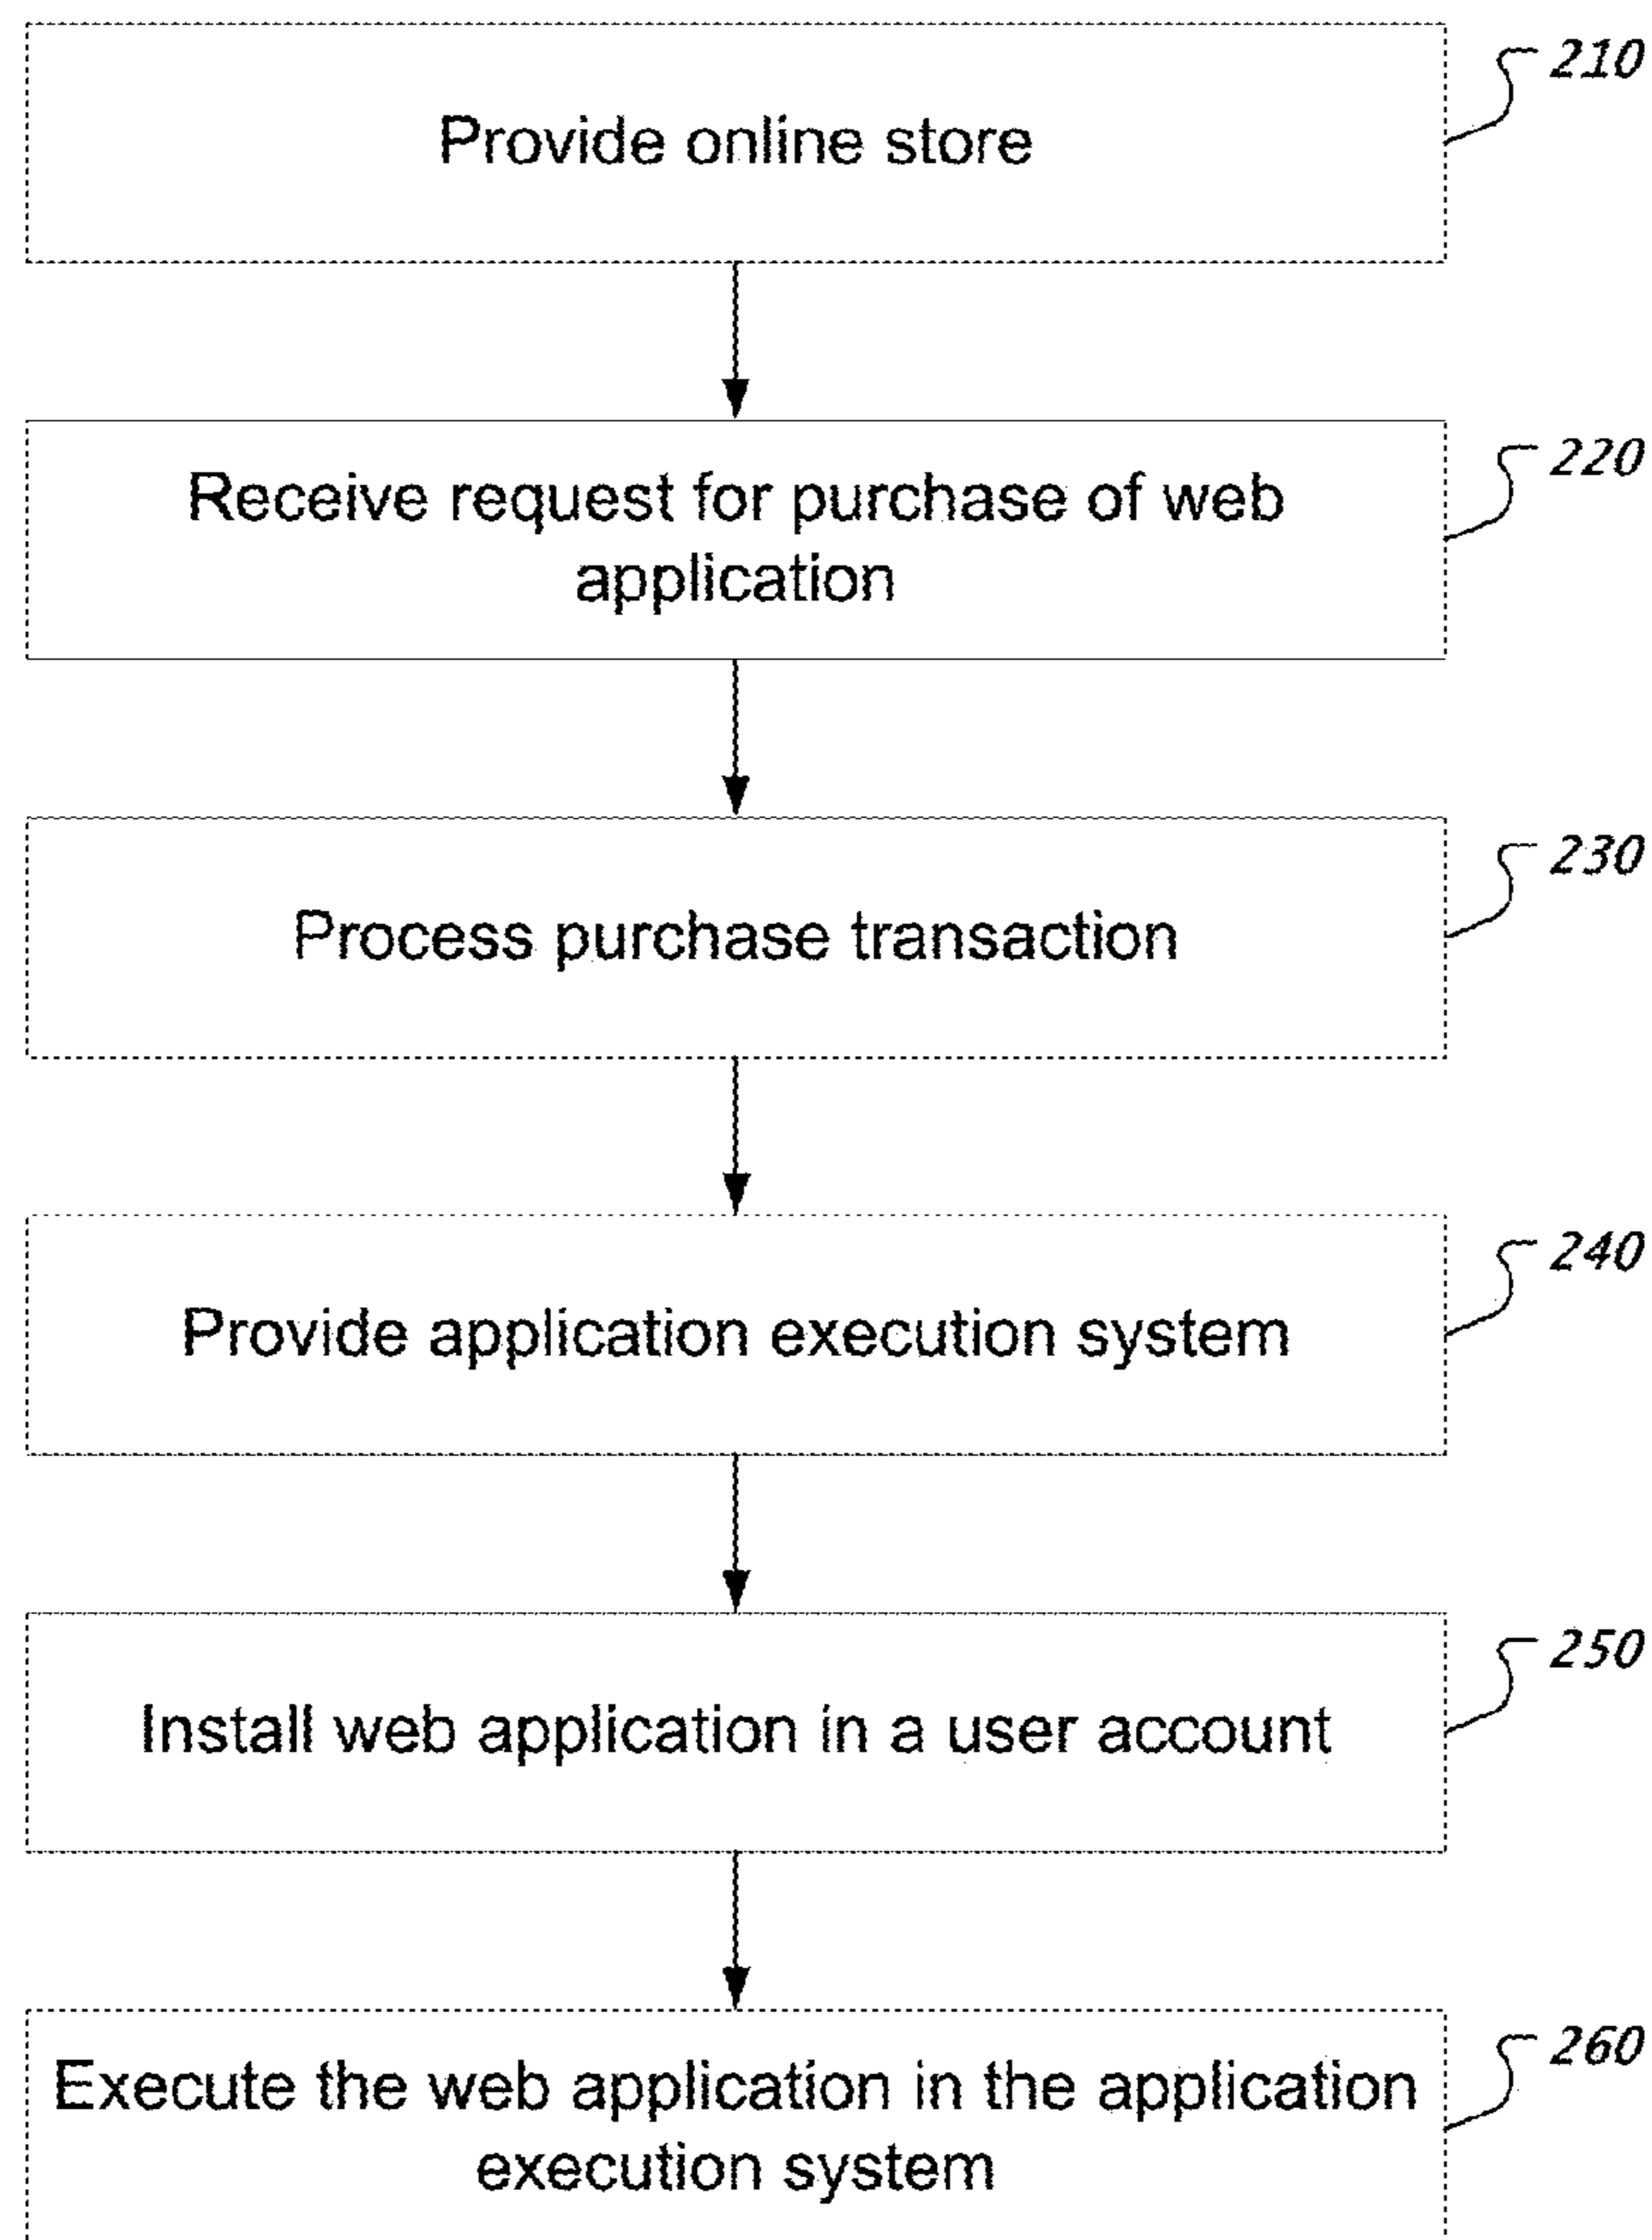 Provide online store
210
Receive request for purchase of web
application
220
Process purchase transaction
230
Provide application execution system
240
Install web application in a user account
250
Execute the web application in the application
execution system
260